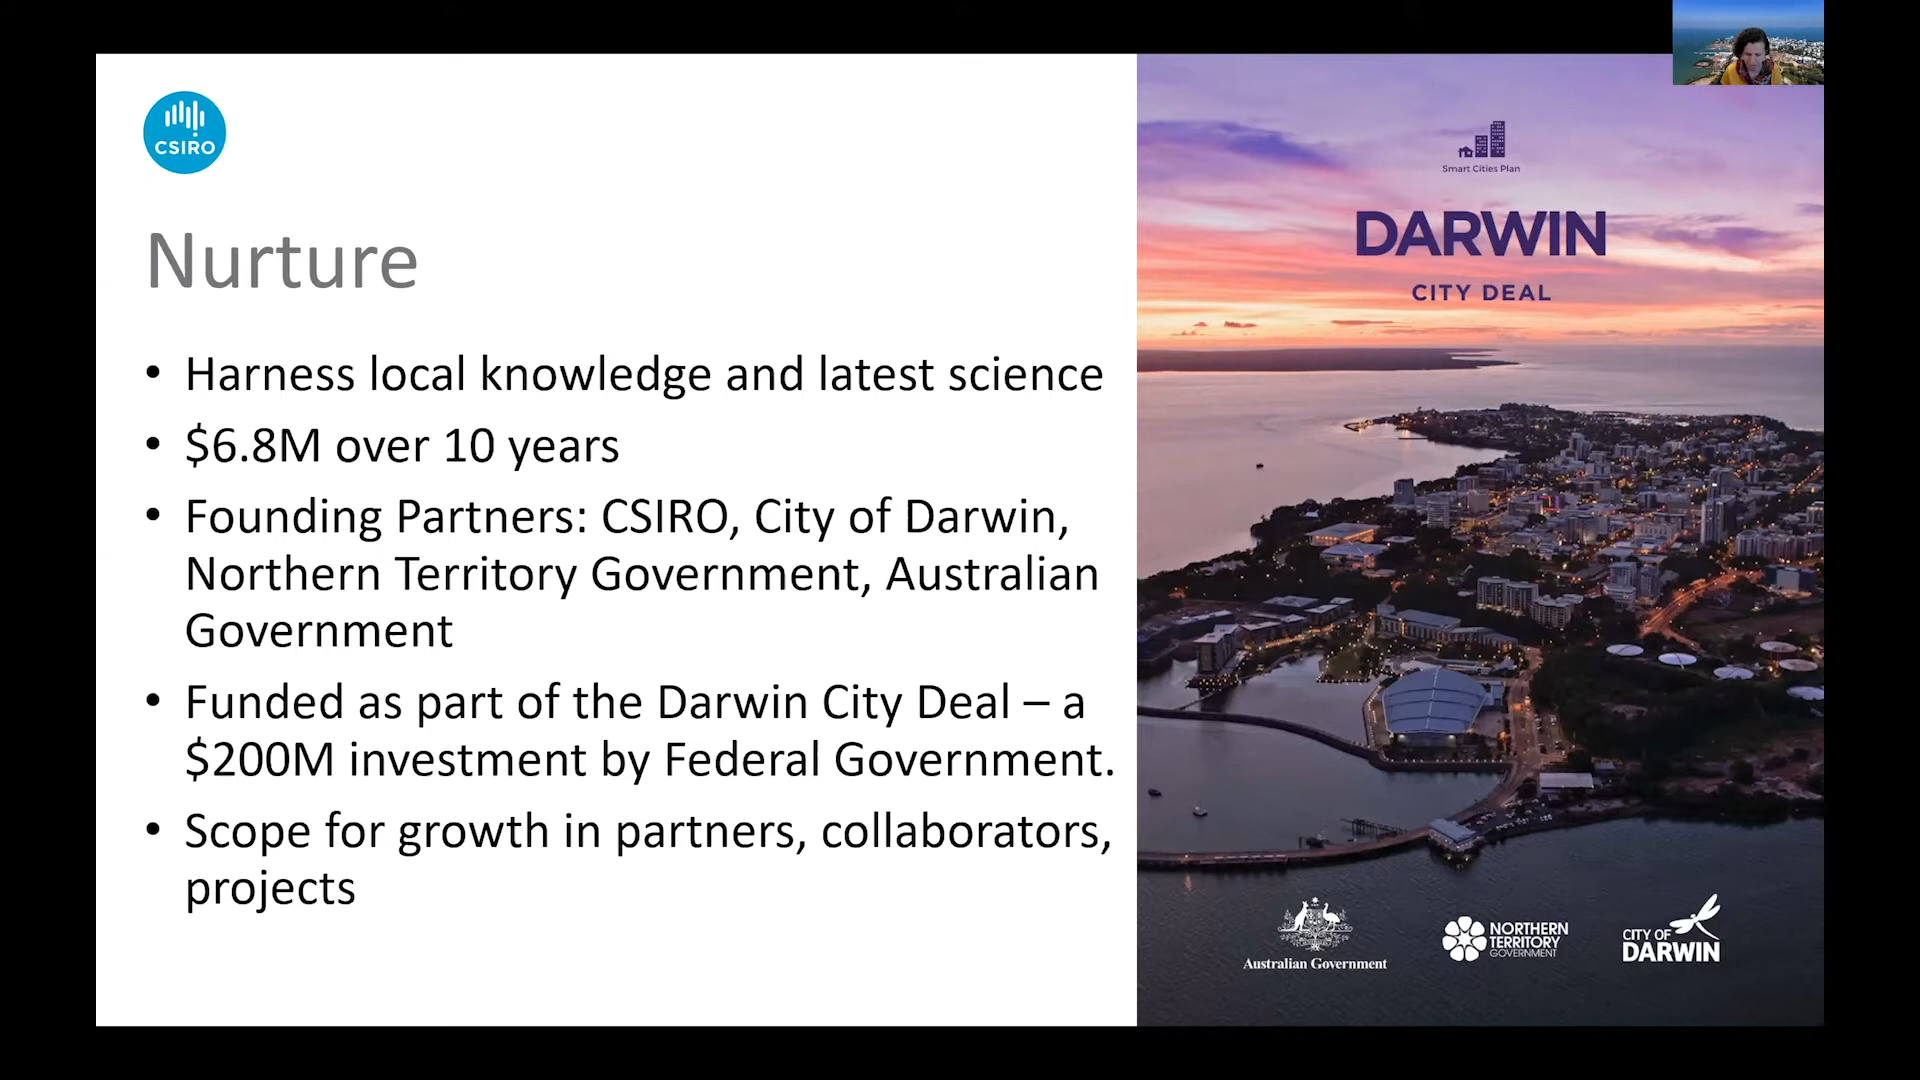 CSIRO
Nurture
• Harness local knowledge and latest science
• $6.8M over 10 years
• Founding Partners: CSIRO, City of Darwin,
Northern Territory Government, Australian
Government
• Funded as part of the Darwin City Deal – a
$200M investment by Federal Government.
• Scope for growth in partners, collaborators,
projects
Smart Cities Plan
DARWIN
CITY DEAL
Australian Government
NORTHERN
TERRITORY
GOVERNMENT
CITY OF
DARWIN